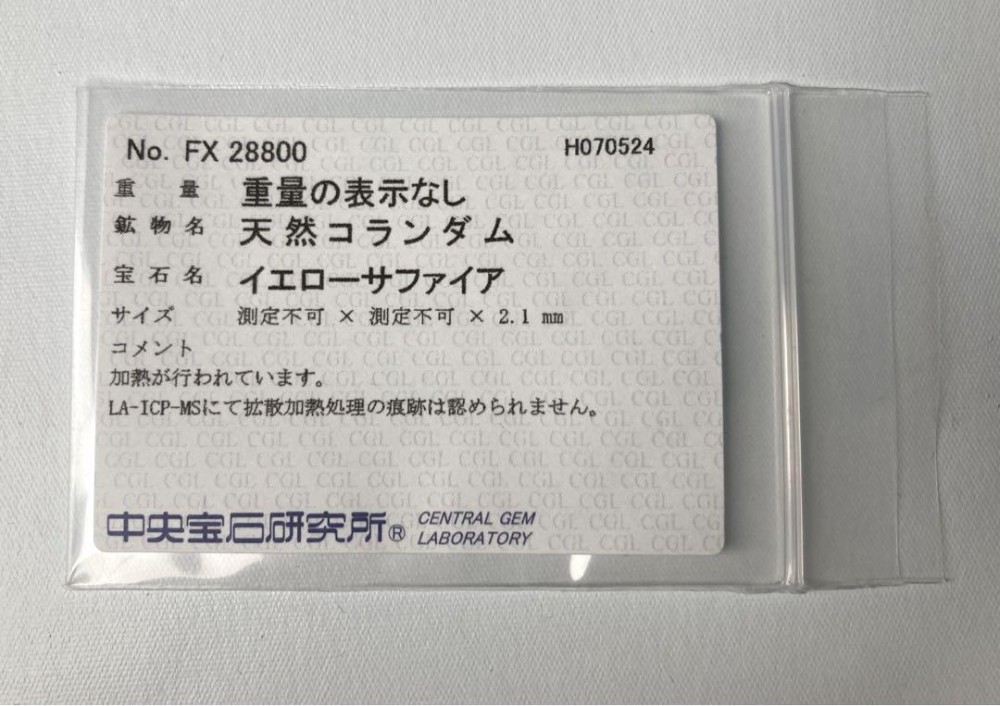 No. FX 28800 H070524
重量 重量の表示なし
鉱物名 天然コランダム
宝石名 イエローサファイア
サイズ 測定不可 × 測定不可 × 2.1 mm
コメント
加熱が行われています。
LA-ICP-MSにて拡散加熱処理の痕跡は認められません。
中央宝石研究所® CENTRAL GEM
LABORATORY